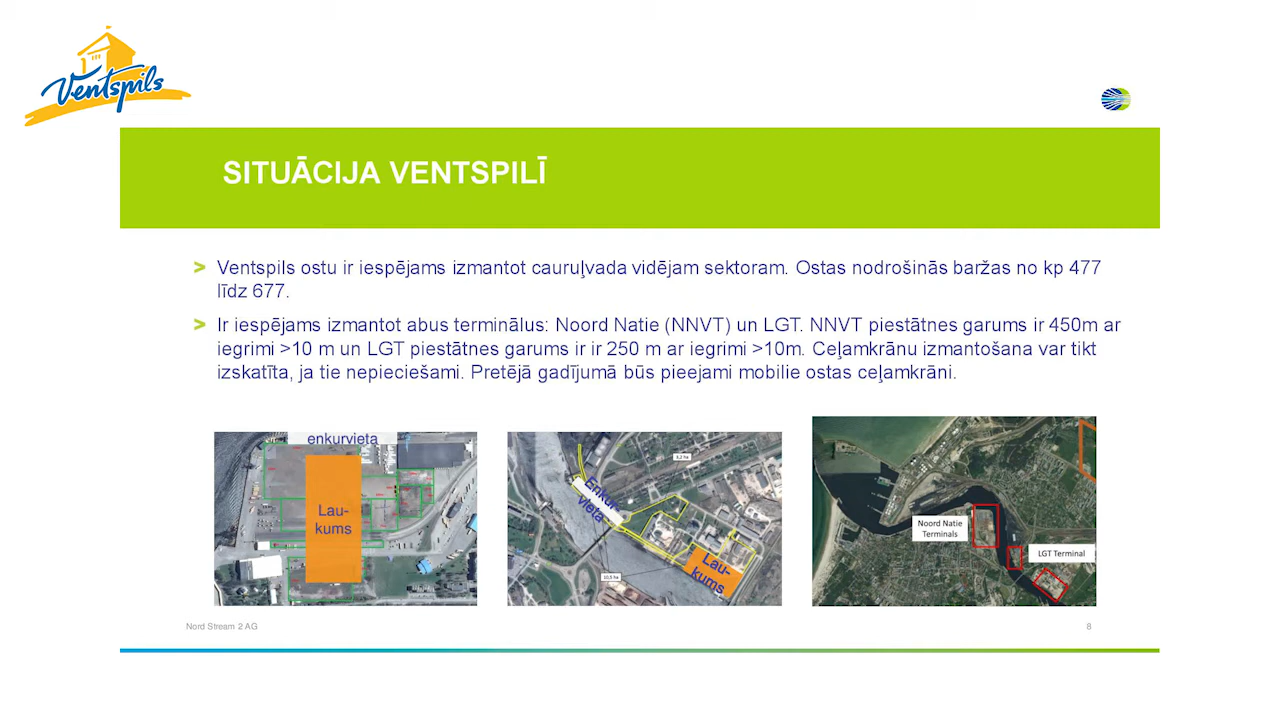 Ventspils
SITUĀCIJA VENTSPILĪ
> Ventspils ostu ir iespējams izmantot cauruļvada vidējam sektoram. Ostas nodrošinās baržas no kp 477
līdz 677.
> Ir iespējams izmantot abus terminālus: Noord Natie (NNVT) un LGT. NNVT piestātnes garums ir 450m ar
iegrimi >10 m un LGT piestātnes garums ir ir 250 m ar iegrimi >10m. Ceļamkrānu izmantošana var tikt
izskatīta, ja tie nepieciešami. Pretējā gadījumā būs pieejami mobilie ostas ceļamkrāni.
enkurvieta
Lau-
kums
Enkur-
vieta
Lau-
kums
10,5 ha
Noord Natie
Terminals
LGT Terminal
Nord Stream 2 AG
8